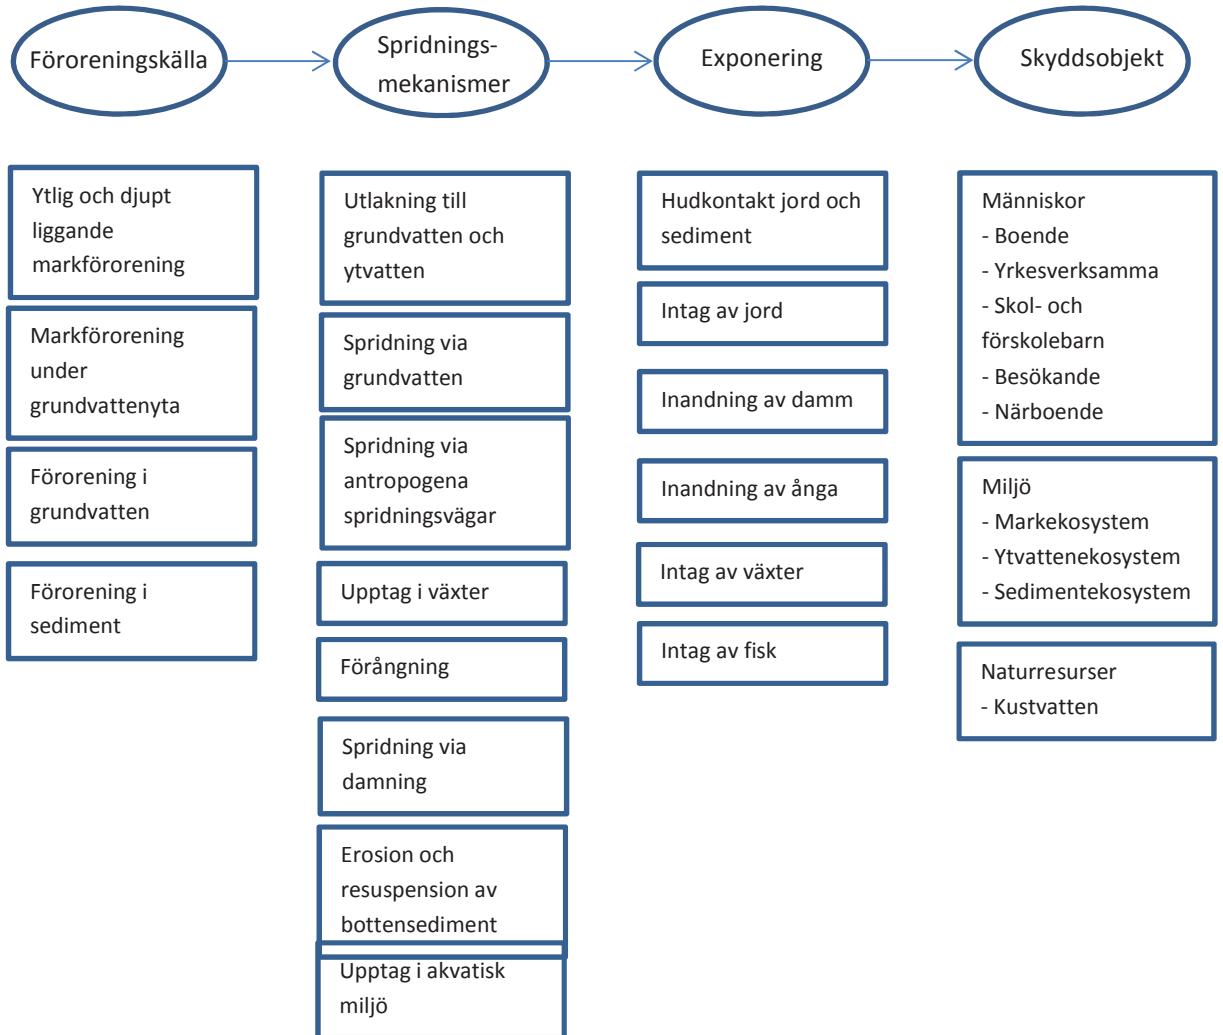 Föroreningskälla
Spridnings-
mekanismer
Exponering
Skyddsobjekt
Ytlig och djupt
liggande
markförorening
Markförorening
under
grundvattenyta
Förorening i
grundvatten
Förorening i
sediment
Utlakning till
grundvatten och
ytvatten
Spridning via
grundvatten
Spridning via
antropogena
spridningsvägar
Upptag i växter
Förångning
Spridning via
damning
Erosion och
resuspension av
bottensediment
Upptag i akvatisk
miljö
Hudkontakt jord och
sediment
Intag av jord
Inandning av damm
Inandning av ånga
Intag av växter
Intag av fisk
Människor
- Boende
- Yrkesverksamma
- Skol- och
förskolebarn
- Besökande
- Närboende
Miljö
- Markekosystem
- Ytvattenekosystem
- Sedimentekosystem
Naturresurser
- Kustvatten